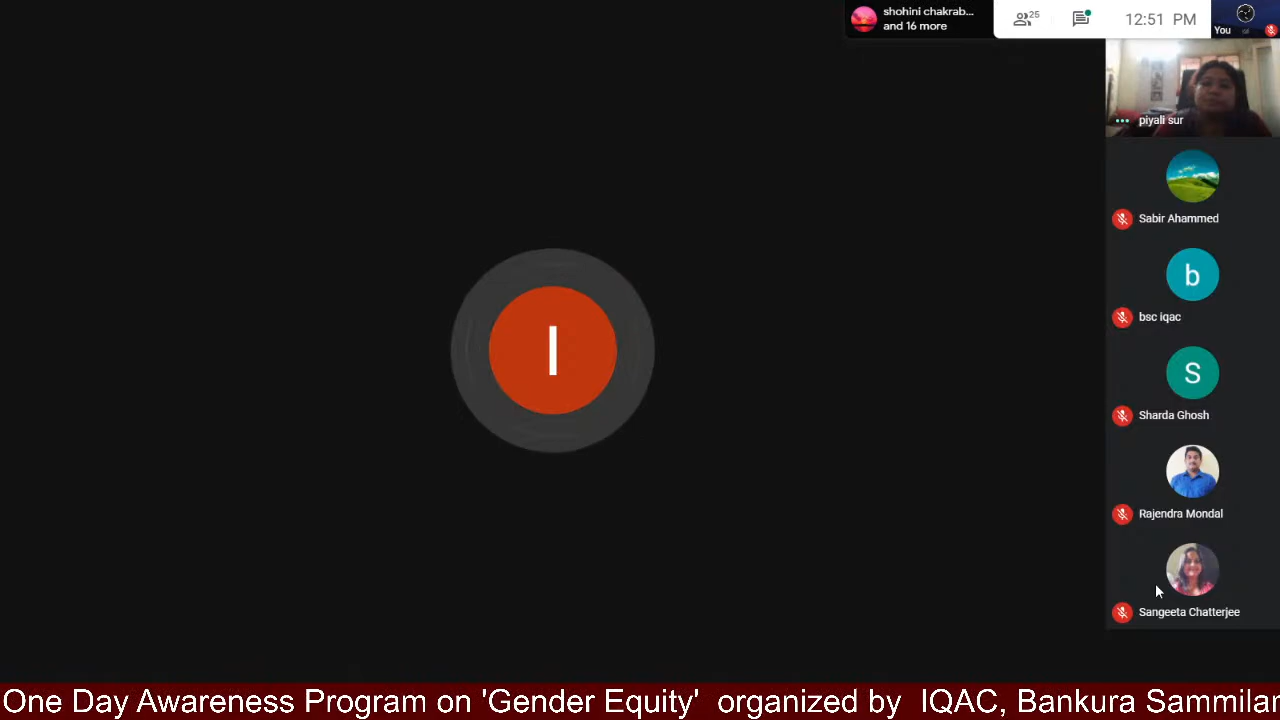 shohini chakrab...
and 16 more
25
12:51 PM
You
piyali sur
Sabir Ahammed
b
bsc iqac
S
Sharda Ghosh
Rajendra Mondal
Sangeeta Chatterjee
I
One Day Awareness Program on 'Gender Equity' organized by IQAC, Bankura Sammilan